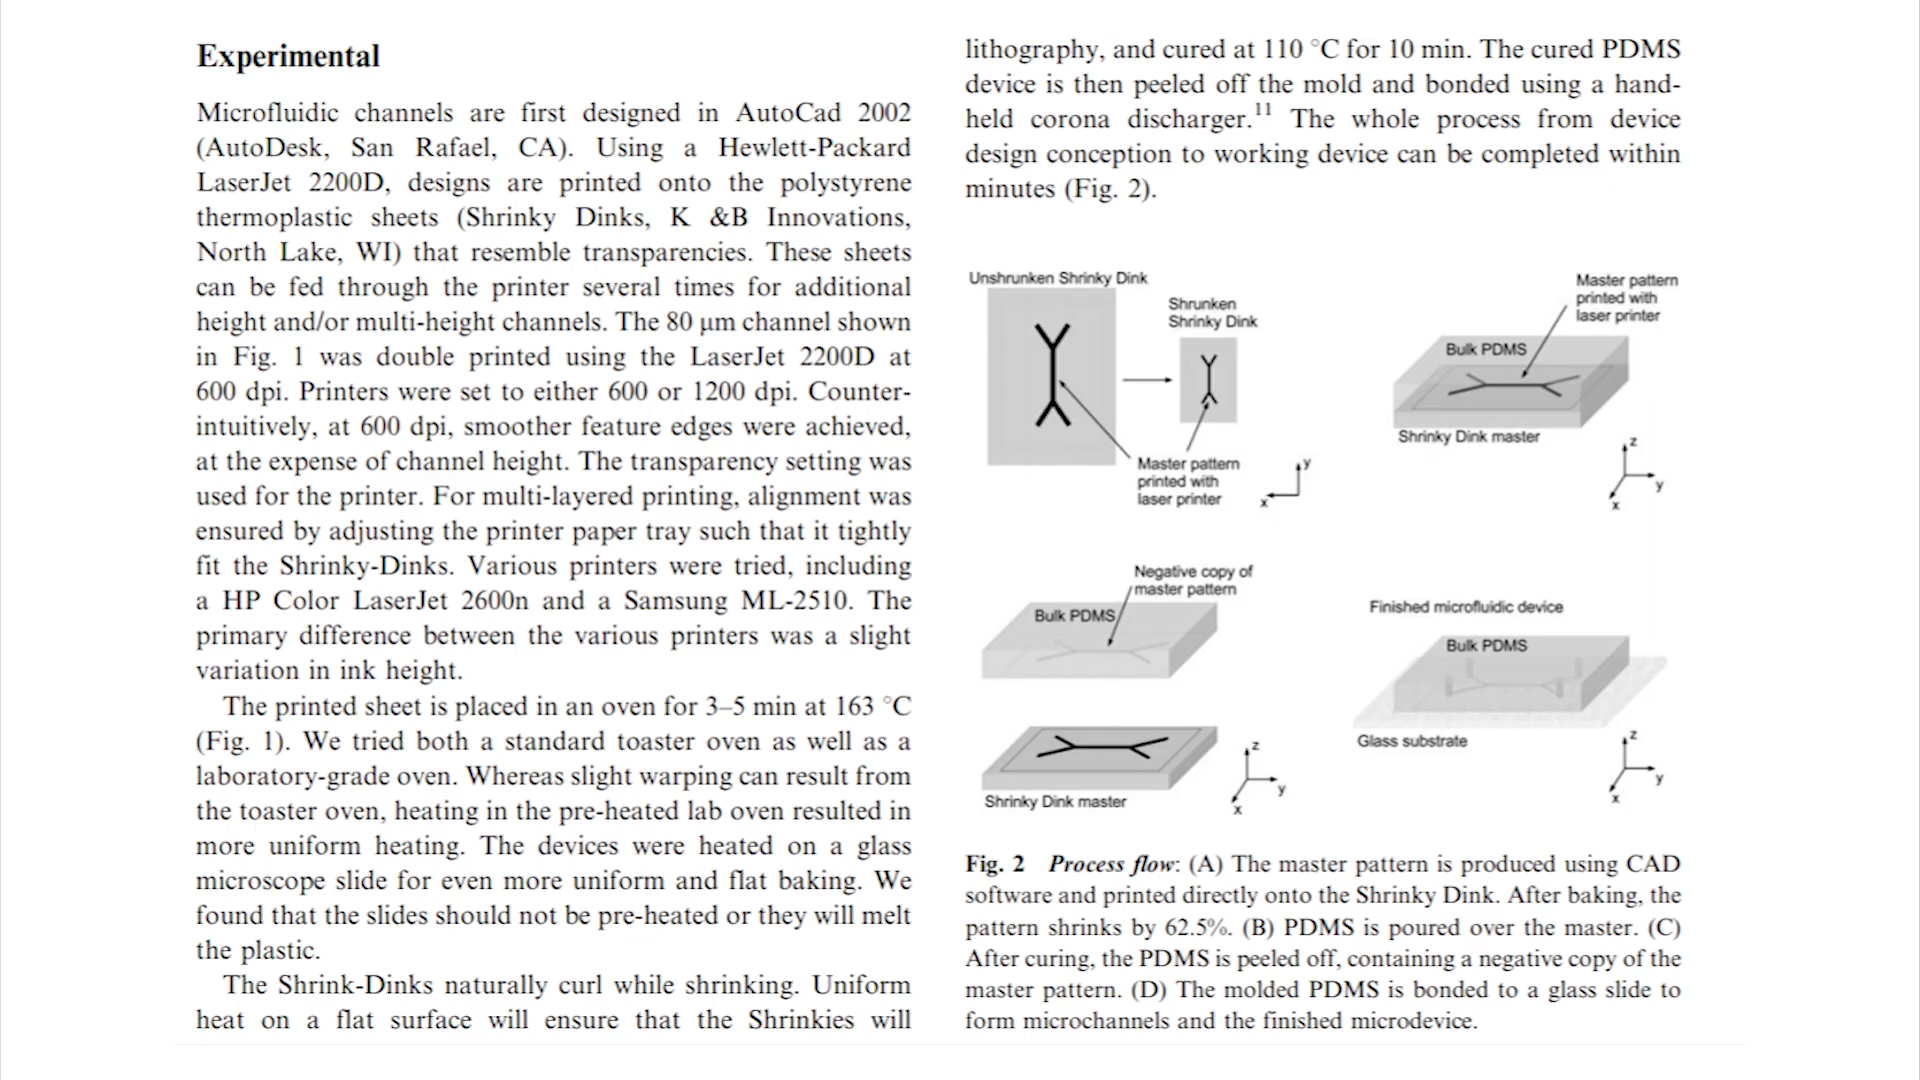 Experimental
Microfluidic channels are first designed in AutoCad 2002
(AutoDesk, San Rafael, CA). Using a Hewlett-Packard
LaserJet 2200D, designs are printed onto the polystyrene
thermoplastic sheets (Shrinky Dinks, K &B Innovations,
North Lake, WI) that resemble transparencies. These sheets
can be fed through the printer several times for additional
height and/or multi-height channels. The 80 μm channel shown
in Fig. 1 was double printed using the LaserJet 2200D at
600 dpi. Printers were set to either 600 or 1200 dpi. Counter-
intuitively, at 600 dpi, smoother feature edges were achieved,
at the expense of channel height. The transparency setting was
used for the printer. For multi-layered printing, alignment was
ensured by adjusting the printer paper tray such that it tightly
fit the Shrinky-Dinks. Various printers were tried, including
a HP Color LaserJet 2600n and a Samsung ML-2510. The
primary difference between the various printers was a slight
variation in ink height.
The printed sheet is placed in an oven for 3–5 min at 163 °C
(Fig. 1). We tried both a standard toaster oven as well as a
laboratory-grade oven. Whereas slight warping can result from
the toaster oven, heating in the pre-heated lab oven resulted in
more uniform heating. The devices were heated on a glass
microscope slide for even more uniform and flat baking. We
found that the slides should not be pre-heated or they will melt
the plastic.
The Shrink-Dinks naturally curl while shrinking. Uniform
heat on a flat surface will ensure that the Shrinkies will
lithography, and cured at 110 °C for 10 min. The cured PDMS
device is then peeled off the mold and bonded using a hand-
held corona discharger.11 The whole process from device
design conception to working device can be completed within
minutes (Fig. 2).
Unshrunken Shrinky Dink
Shrunken
Shrinky Dink
Master pattern
printed with
laser printer
y
x
Master pattern
printed with
laser printer
Bulk PDMS
Shrinky Dink master
z
y
x
Negative copy of
master pattern
Bulk PDMS
Shrinky Dink master
z
y
x
Finished microfluidic device
Bulk PDMS
Glass substrate
z
y
x
Fig. 2 Process flow: (A) The master pattern is produced using CAD
software and printed directly onto the Shrinky Dink. After baking, the
pattern shrinks by 62.5%. (B) PDMS is poured over the master. (C)
After curing, the PDMS is peeled off, containing a negative copy of the
master pattern. (D) The molded PDMS is bonded to a glass slide to
form microchannels and the finished microdevice.